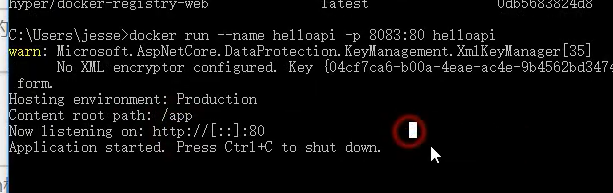 hyper/docker-registry-web latest 0db5683824d8
C:\Users\jesse>docker run --name helloapi -p 8083:80 helloapi
warn: Microsoft.AspNetCore.DataProtection.KeyManagement.XmlKeyManager[35]
No XML encryptor configured. Key {04cf7ca6-b00a-4eae-ac4e-9b4562bd3474
form.
Hosting environment: Production
Content root path: /app
Now listening on: http://[::]:80
Application started. Press Ctrl+C to shut down.